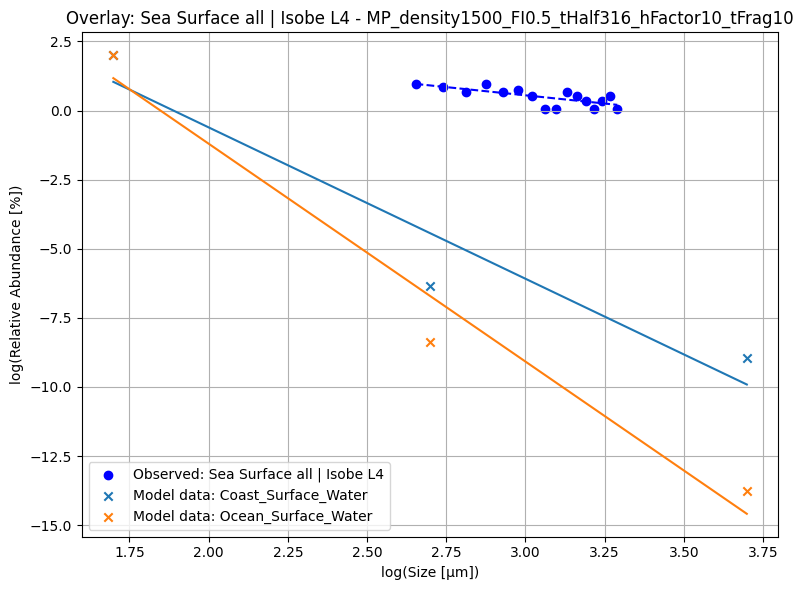 Overlay: Sea Surface all | Isobe L4 - MP_density1500_FI0.5_tHalf316_hFactor10_tFrag10
2.5
0.0
−2.5
−5.0
−7.5
−10.0
−12.5
−15.0
log(Relative Abundance [%])
Observed: Sea Surface all | Isobe L4
Model data: Coast_Surface_Water
Model data: Ocean_Surface_Water
1.75 2.00 2.25 2.50 2.75 3.00 3.25 3.50 3.75
log(Size [μm])